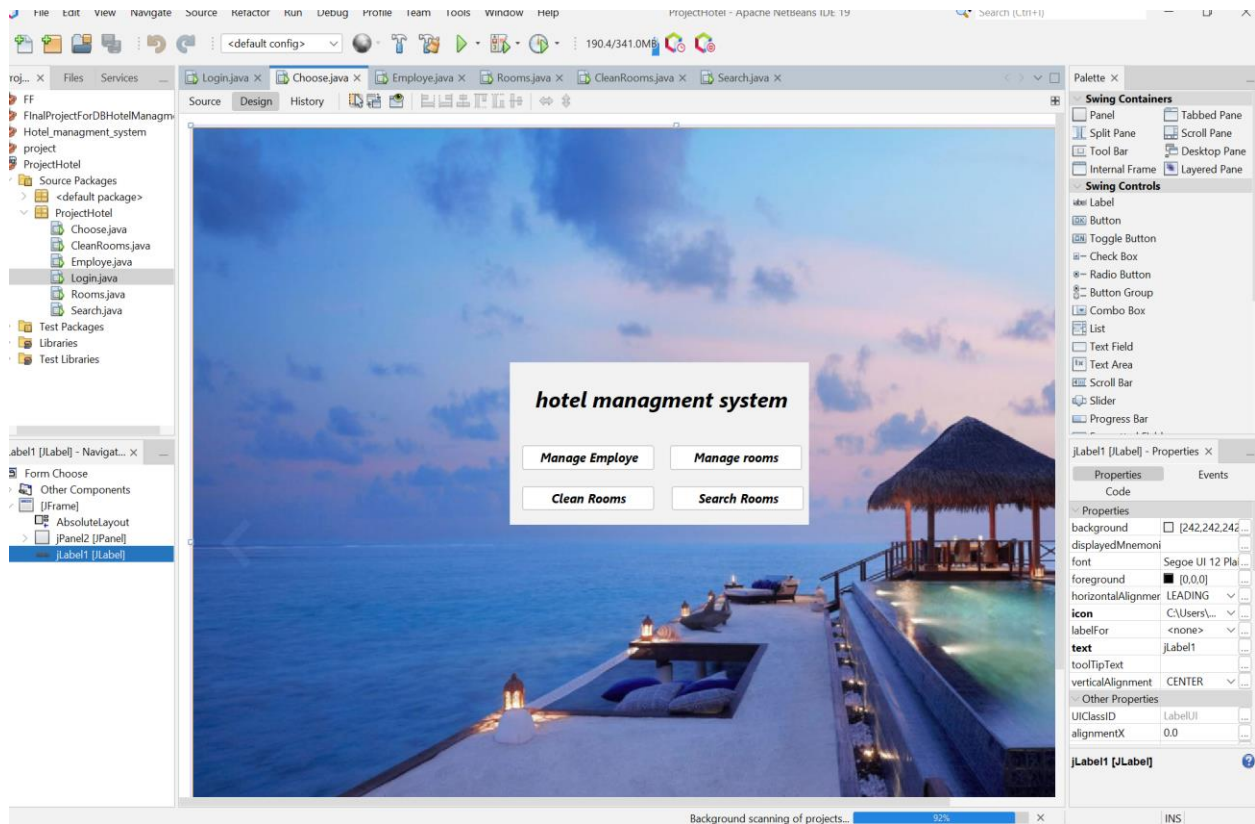 File Edit View Navigate Source Refactor Run Debug Profile Team Tools Window Help
ProjectHotel - Apache NetBeans IDE 19
Search (Ctrl+I)
<default config>
190.4/341.0MB
roj... Files Services
Login.java Choose.java Employe.java Rooms.java CleanRooms.java Search.java
Source Design History
FF
FInalProjectForDBHotelManagm
Hotel_managment_system
project
ProjectHotel
Source Packages
<default package>
ProjectHotel
Choose.java
CleanRooms.java
Employe.java
Login.java
Rooms.java
Search.java
Test Packages
Libraries
Test Libraries
hotel managment system
Manage Employe Manage rooms
Clean Rooms Search Rooms
Palette
Swing Containers
Panel Tabbed Pane
Split Pane Scroll Pane
Tool Bar Desktop Pane
Internal Frame Layered Pane
Swing Controls
Label
Button
Toggle Button
Check Box
Radio Button
Button Group
Combo Box
List
Text Field
Text Area
Scroll Bar
Slider
Progress Bar
.abel1 [JLabel] - Navigat...
Form Choose
Other Components
[JFrame]
AbsoluteLayout
jPanel2 [JPanel]
jLabel1 [JLabel]
jLabel1 [JLabel] - Properties
Properties Events
Code
Properties
background [242,242,242
displayedMnemoni
font Segoe UI 12 Pla...
foreground [0,0,0]
horizontalAlignmer LEADING
icon C:\Users\...
labelFor <none>
text jLabel1
toolTipText
verticalAlignment CENTER
Other Properties
UIClassID LabelUI
alignmentX 0.0
jLabel1 [JLabel]
Background scanning of projects... 92% INS